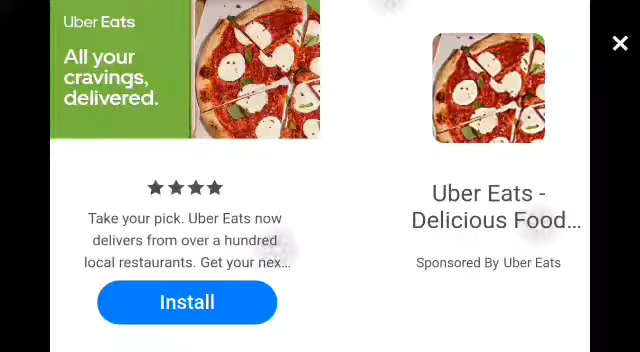 Uber Eats
All your
cravings,
delivered.
★★★★
Take your pick. Uber Eats now
delivers from over a hundred
local restaurants. Get your nex...
Install
Uber Eats -
Delicious Food...
Sponsored By Uber Eats